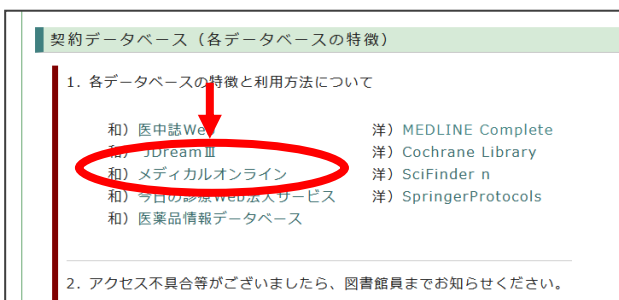 契約データベース（各データベースの特徴）
1. 各データベースの特徴と利用方法について
和）医中誌Web
和）JDreamⅢ
和）メディカルオンライン
和）今日の診療Web法人サービス
和）医薬品情報データベース
洋）MEDLINE Complete
洋）Cochrane Library
洋）SciFinder n
洋）SpringerProtocols
2. アクセス不具合等がございましたら、図書館員までお知らせください。